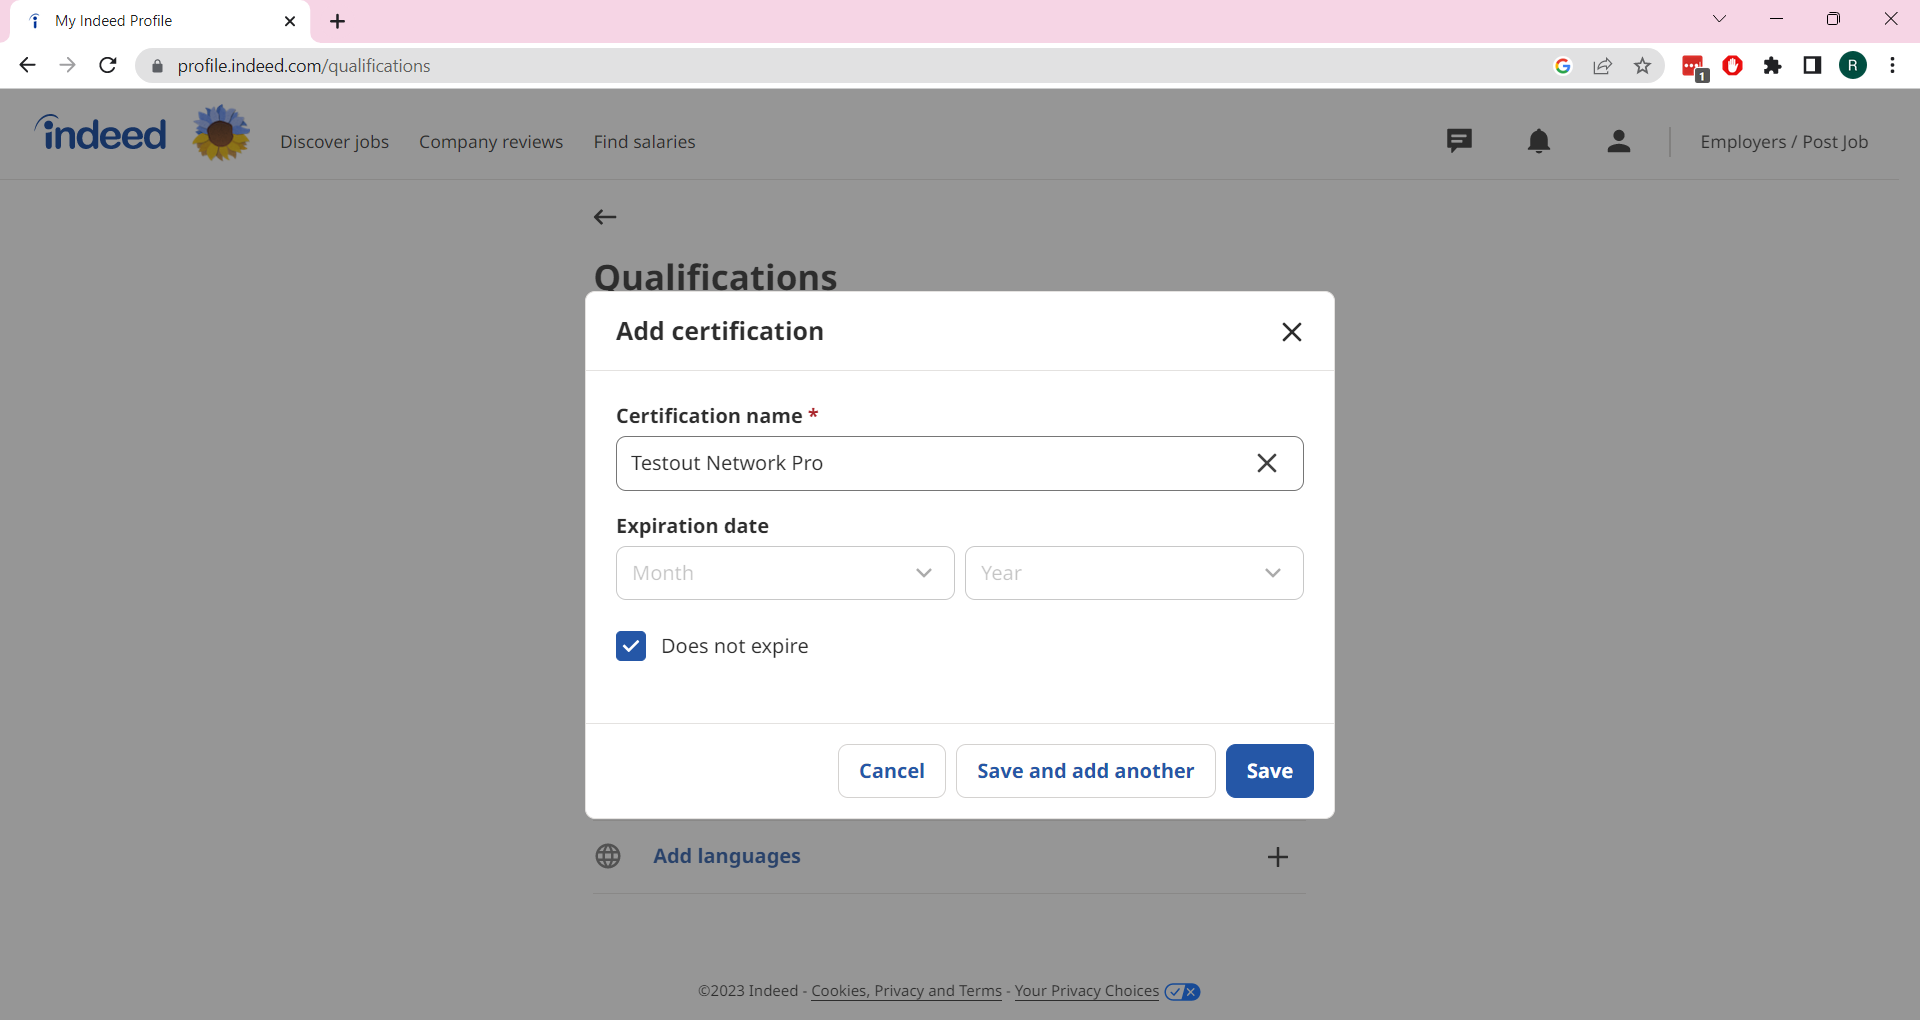 My Indeed Profile
profile.indeed.com/qualifications
1
R
indeed
Discover jobs
Company reviews
Find salaries
Employers / Post Job
Qualifications
Add certification
Certification name *
Testout Network Pro
Expiration date
Month
Year
Does not expire
Cancel
Save and add another
Save
Add languages
©2023 Indeed - Cookies, Privacy and Terms - Your Privacy Choices